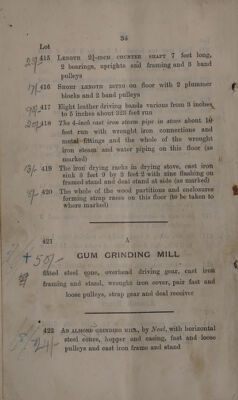 34
Lot
415 Length 2¼-inch counter shaft 7 feet long,
2 bearings, uprights and framing and 3 band
pulleys
17/- 416 Short length ditto on floor with 2 plummer
blocks and 2 band pulleys
417 Eight leather driving bands various from 3 inches
to 5 inches about 323 feet run
418 The 4-inch cast iron steam pipe in stove about 10
feet run with wrought iron connections and
metal fittings and the whole of the wrought
iron steam and water piping on this floor (as
marked)
13/- 419 The iron drying racks in drying stove, cast iron
sink 3 feet 9 by 3 feet 2 with zinc flashing on
framed stand and deal stand at side (as marked)
420 The whole of the wood partitions and enclosures
forming strap races on this floor (to be taken to
where marked)
421 A
50/-
GUM GRINDING MILL
fitted steel cone, overhead driving gear, cast iron
framing and stand, wrought iron cover, pair fast and
loose pulleys, strap gear and deal receiver
422 An almond grinding mill, by Neal, with horizontal
steel cones, hopper and casing, fast and loose
pulleys and cast iron frame and stand